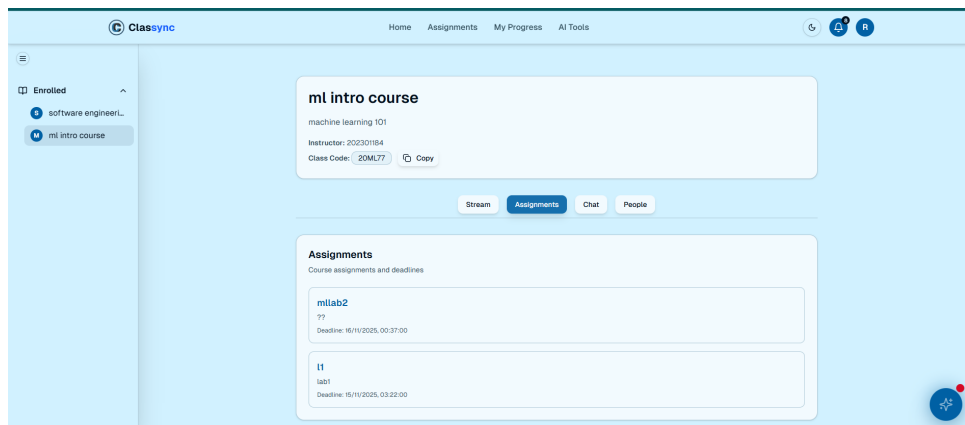 Classync
Home Assignments My Progress AI Tools
8
R
Enrolled
S software engineeri...
M ml intro course
ml intro course
machine learning 101
Instructor: 202301184
Class Code: 20ML77 Copy
Stream Assignments Chat People
Assignments
Course assignments and deadlines
mllab2
??
Deadline: 16/11/2025, 00:37:00
l1
lab1
Deadline: 15/11/2025, 03:22:00